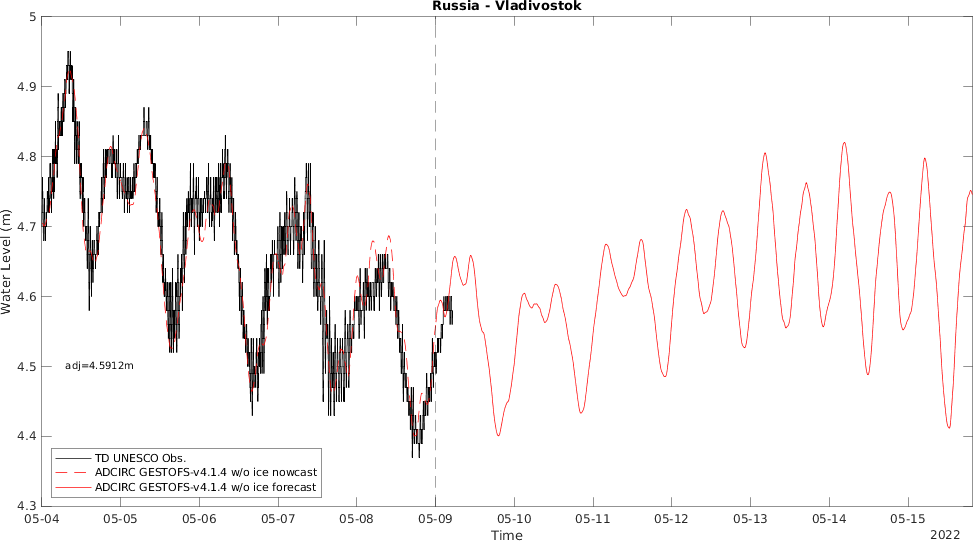 Russia - Vladivostok
5
4.9
4.8
4.7
4.6
4.5
4.4
4.3
Water Level (m)
adj=4.5912m
TD UNESCO Obs.
ADCIRC GESTOFS-v4.1.4 w/o ice nowcast
ADCIRC GESTOFS-v4.1.4 w/o ice forecast
05-04 05-05 05-06 05-07 05-08 05-09 05-10 05-11 05-12 05-13 05-14 05-15
Time
2022